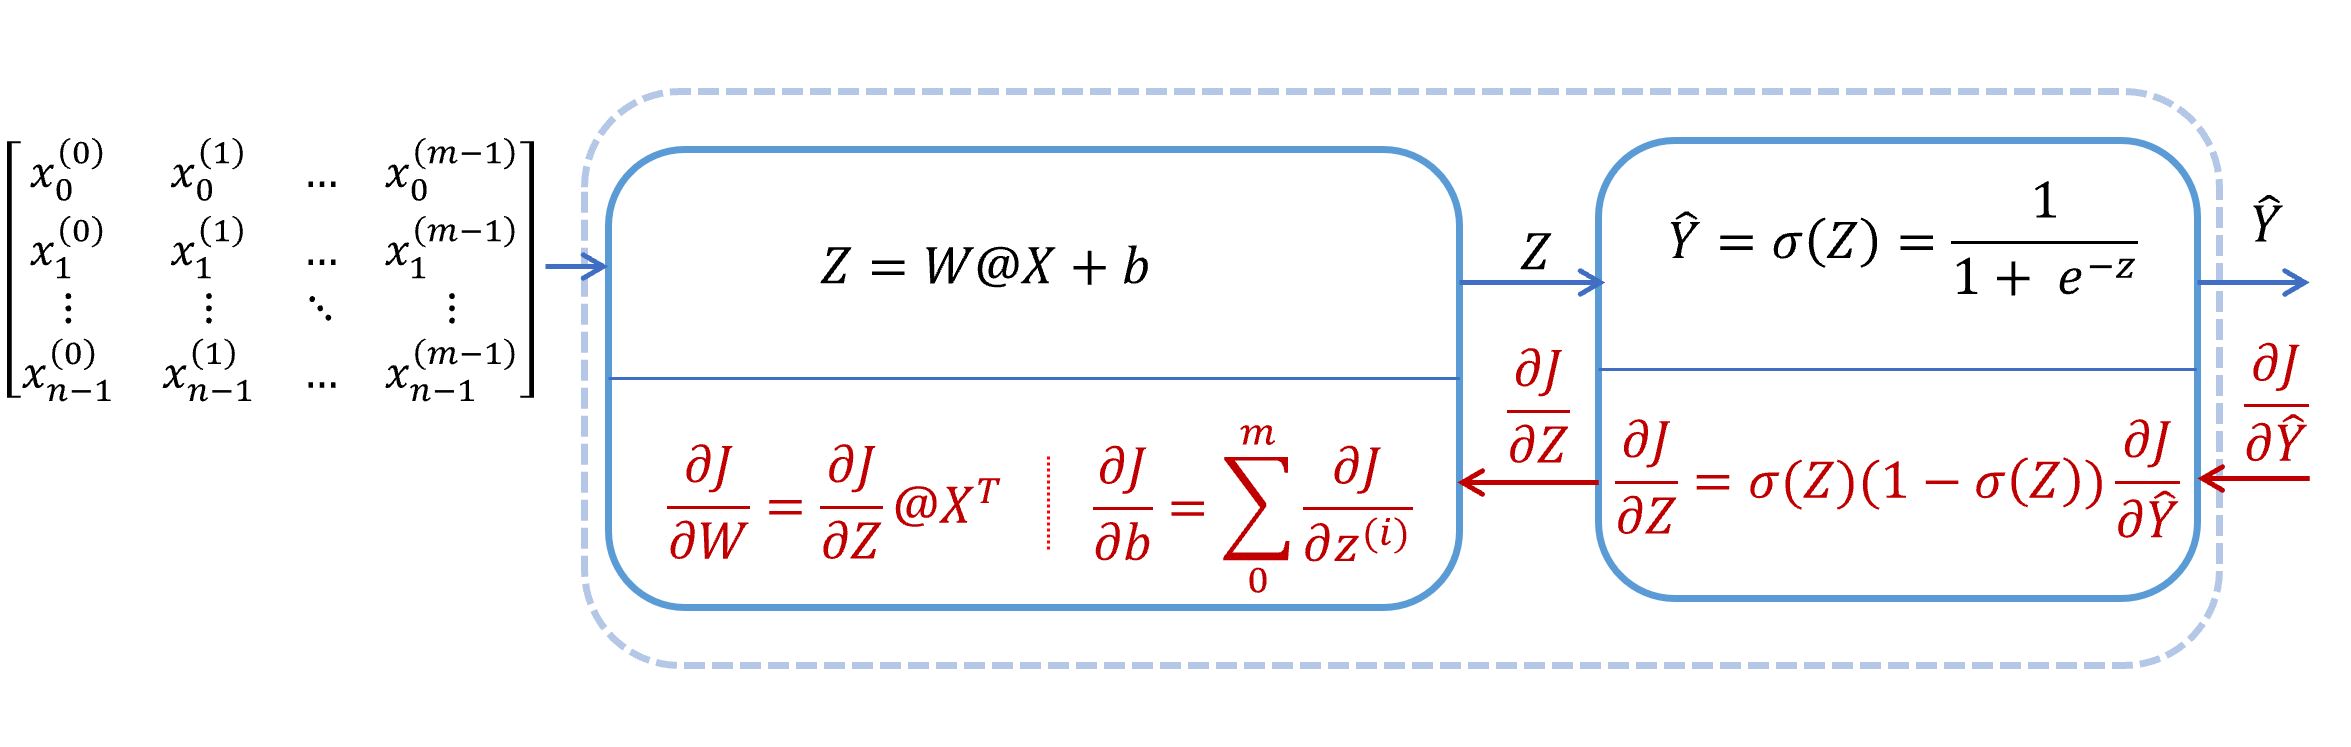 x_0^{(0)} x_0^{(1)} … x_0^{(m−1)}
x_1^{(0)} x_1^{(1)} … x_1^{(m−1)}
⋮ ⋮ ⋱ ⋮
x_{n−1}^{(0)} x_{n−1}^{(1)} … x_{n−1}^{(m−1)}
Z = W@X + b
∂J/∂W = ∂J/∂Z @X^T
∂J/∂b = ∑_0^m ∂J/∂z^{(i)}
Z
∂J/∂Z
Ŷ = σ(Z) = 1/(1 + e^{−z})
∂J/∂Z = σ(Z)(1 − σ(Z)) ∂J/∂Ŷ
Ŷ
∂J/∂Ŷ